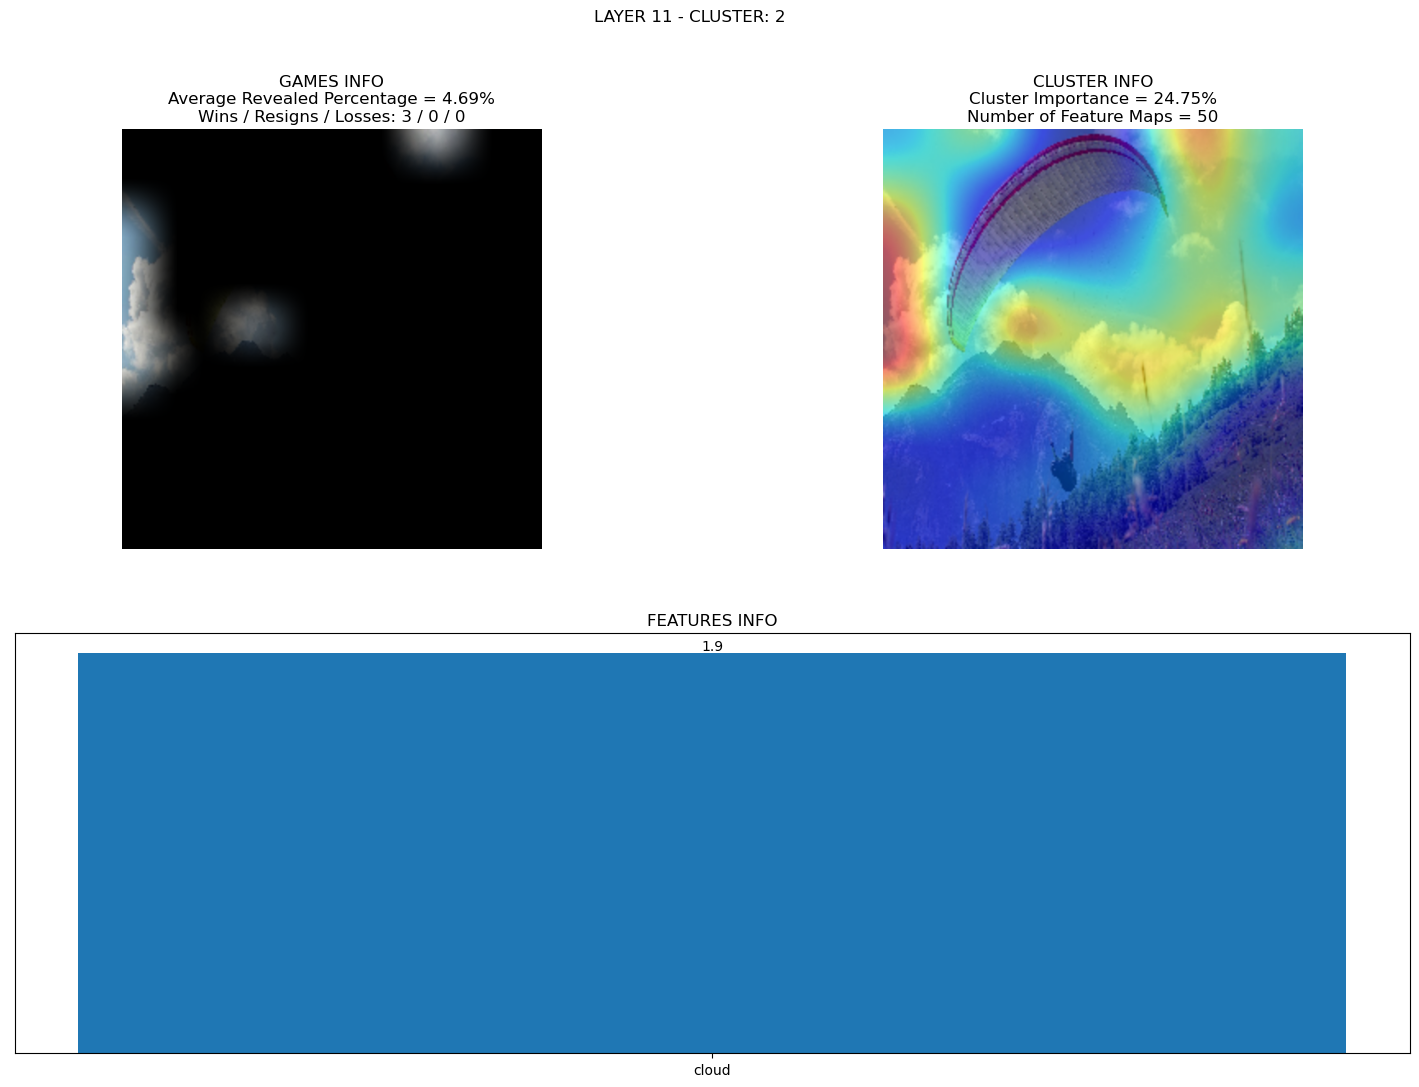 LAYER 11 - CLUSTER: 2
GAMES INFO
Average Revealed Percentage = 4.69%
Wins / Resigns / Losses: 3 / 0 / 0
CLUSTER INFO
Cluster Importance = 24.75%
Number of Feature Maps = 50
FEATURES INFO
1.9
cloud